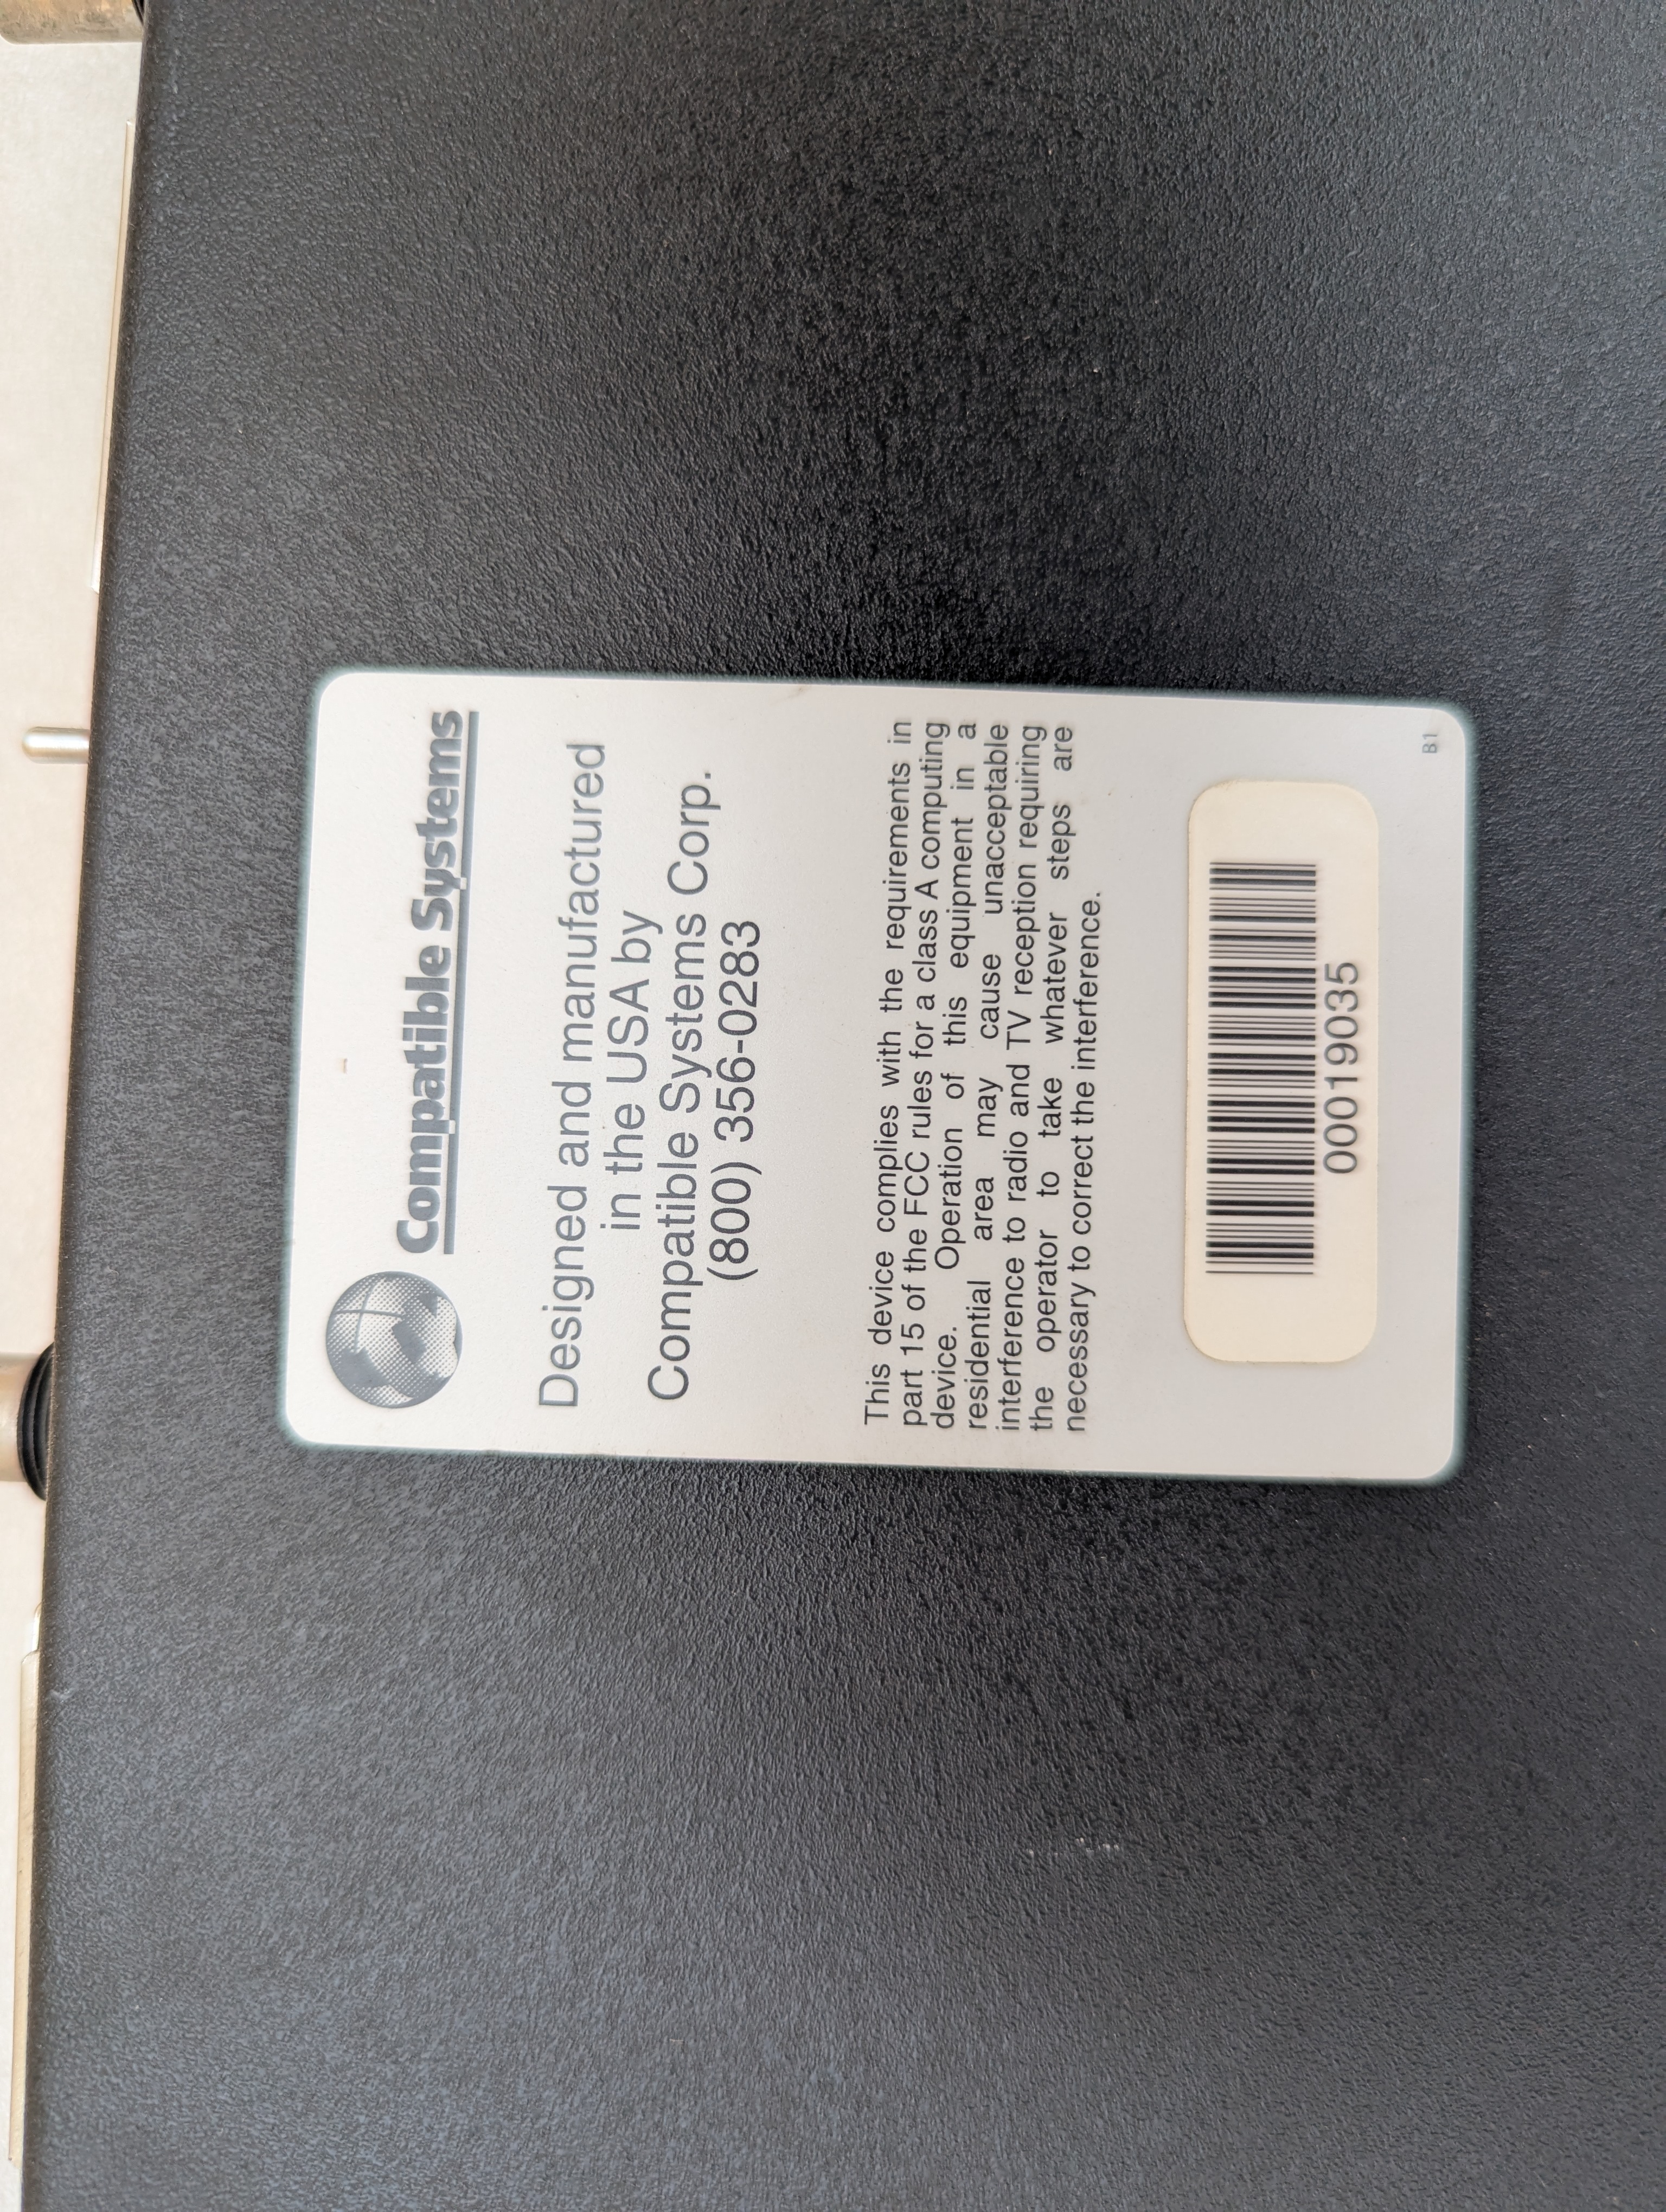 Compatible Systems
Designed and manufactured
in the USA by
Compatible Systems Corp.
(800) 356-0283
This device complies with the requirements in
part 15 of the FCC rules for a class A computing
device. Operation of this equipment in a
residential area may cause unacceptable
interference to radio and TV reception requiring
the operator to take whatever steps are
necessary to correct the interference.
00019035
B1